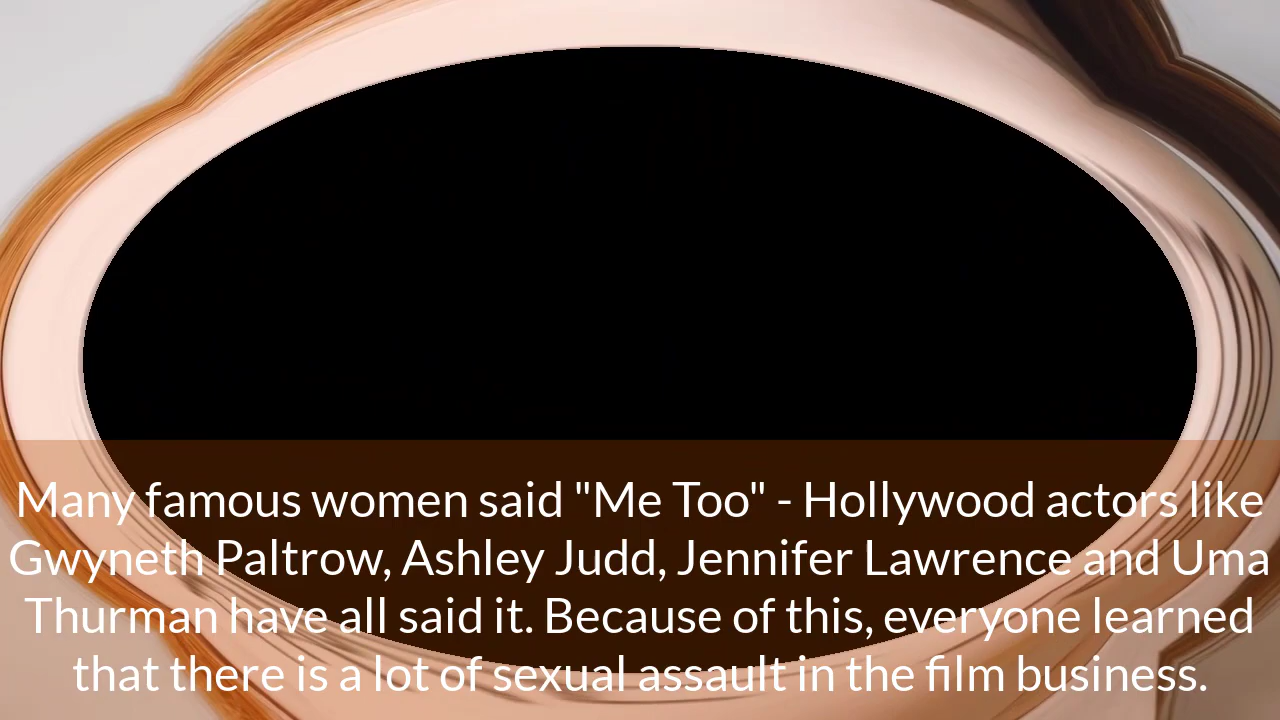 Many famous women said "Me Too" - Hollywood actors like
Gwyneth Paltrow, Ashley Judd, Jennifer Lawrence and Uma
Thurman have all said it. Because of this, everyone learned
that there is a lot of sexual assault in the film business.